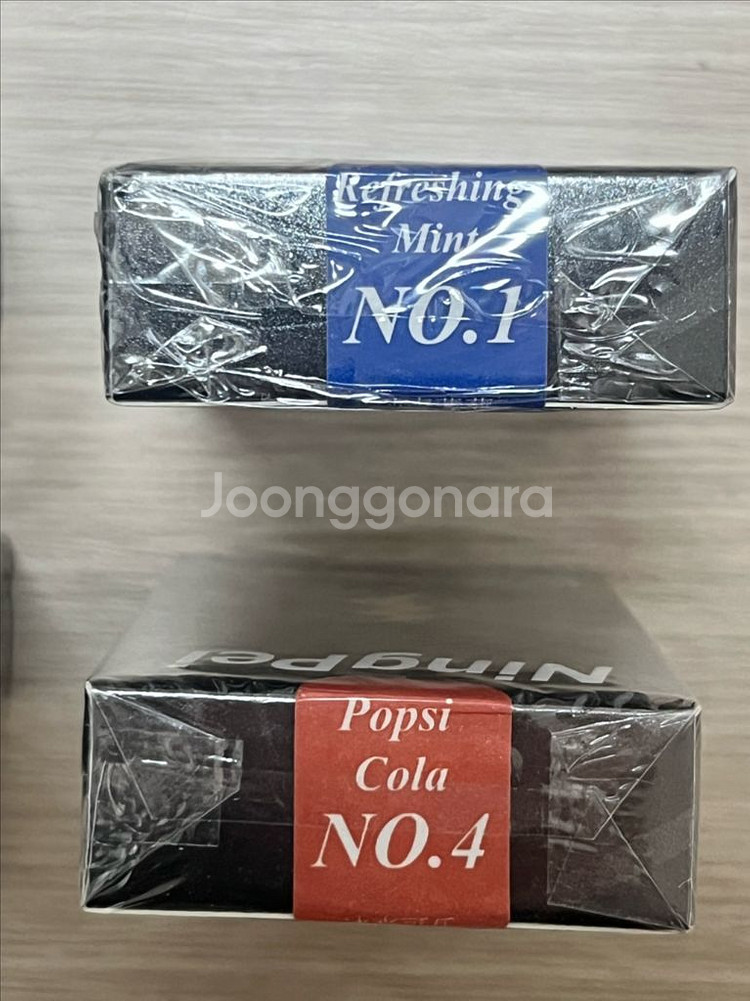 Refreshing
Mint
NO.1
Joonggonara
NingPei
Popsi
Cola
NO.4